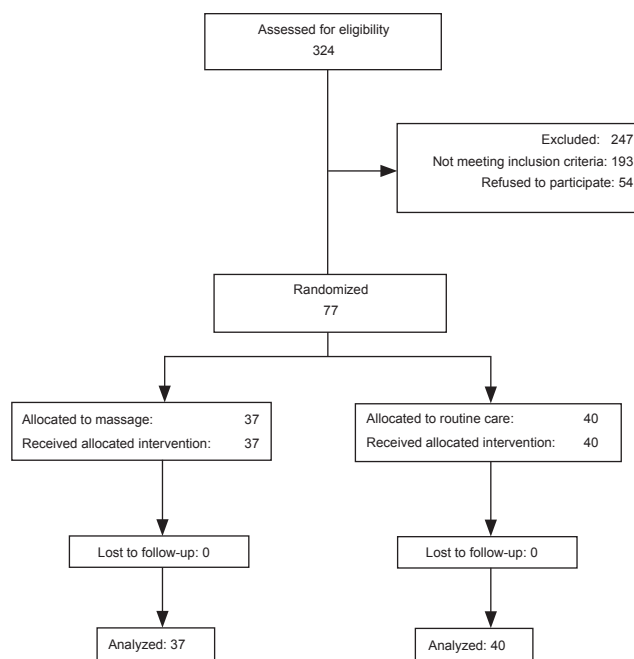 Assessed for eligibility
324
Excluded: 247
Not meeting inclusion criteria: 193
Refused to participate: 54
Randomized
77
Allocated to massage: 37
Received allocated intervention: 37
Allocated to routine care: 40
Received allocated intervention: 40
Lost to follow-up: 0
Lost to follow-up: 0
Analyzed: 37
Analyzed: 40